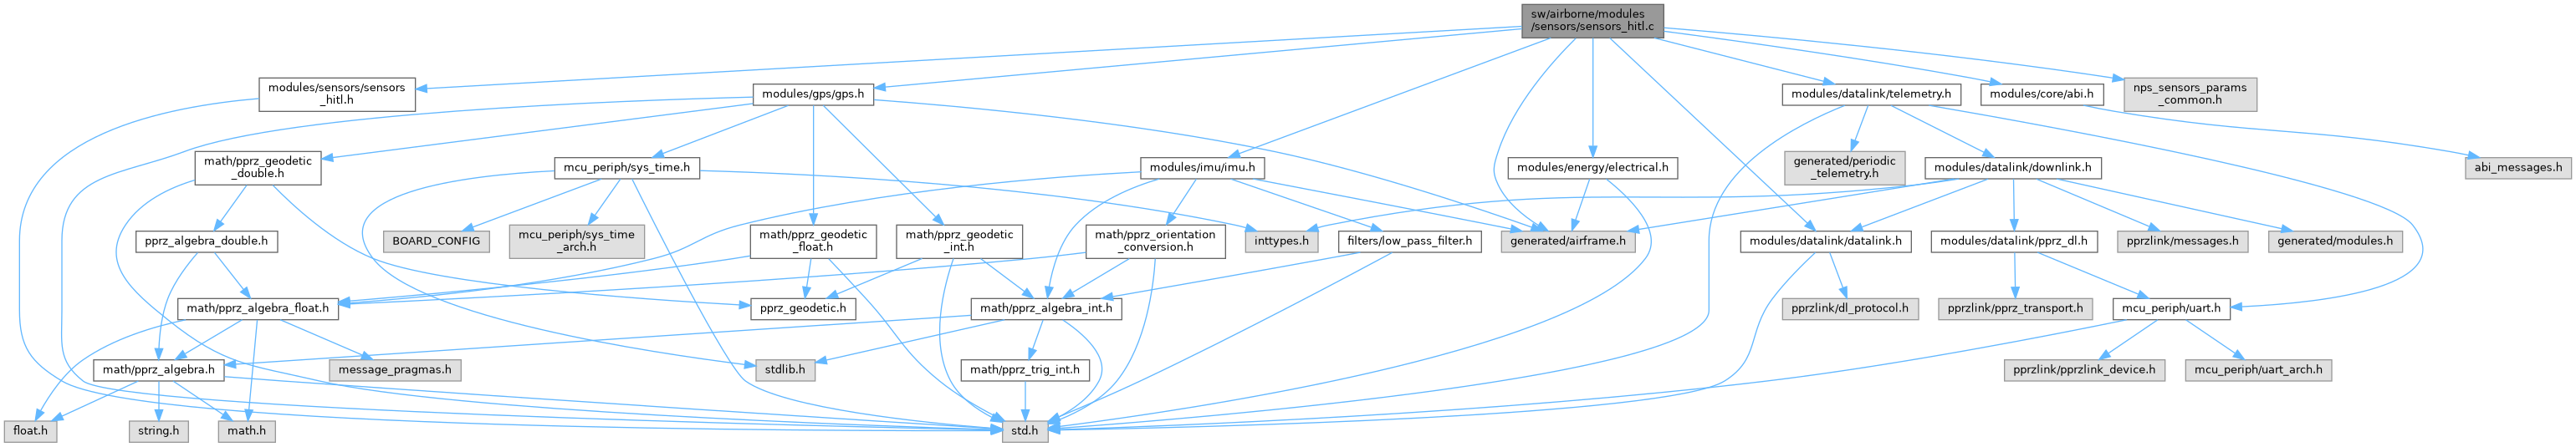 sw/airborne/modules
/sensors/sensors_hitl.c
modules/sensors/sensors
_hitl.h
modules/gps/gps.h
modules/datalink/telemetry.h
modules/core/abi.h
nps_sensors_params
_common.h
math/pprz_geodetic
_double.h
mcu_periph/sys_time.h
modules/imu/imu.h
modules/energy/electrical.h
generated/periodic
_telemetry.h
modules/datalink/downlink.h
abi_messages.h
pprz_algebra_double.h
BOARD_CONFIG
mcu_periph/sys_time
_arch.h
math/pprz_geodetic
_float.h
math/pprz_geodetic
_int.h
math/pprz_orientation
_conversion.h
inttypes.h
filters/low_pass_filter.h
generated/airframe.h
modules/datalink/datalink.h
modules/datalink/pprz_dl.h
pprzlink/messages.h
generated/modules.h
math/pprz_algebra_float.h
pprz_geodetic.h
math/pprz_algebra_int.h
pprzlink/dl_protocol.h
pprzlink/pprz_transport.h
mcu_periph/uart.h
math/pprz_algebra.h
message_pragmas.h
stdlib.h
math/pprz_trig_int.h
pprzlink/pprzlink_device.h
mcu_periph/uart_arch.h
float.h
string.h
math.h
std.h